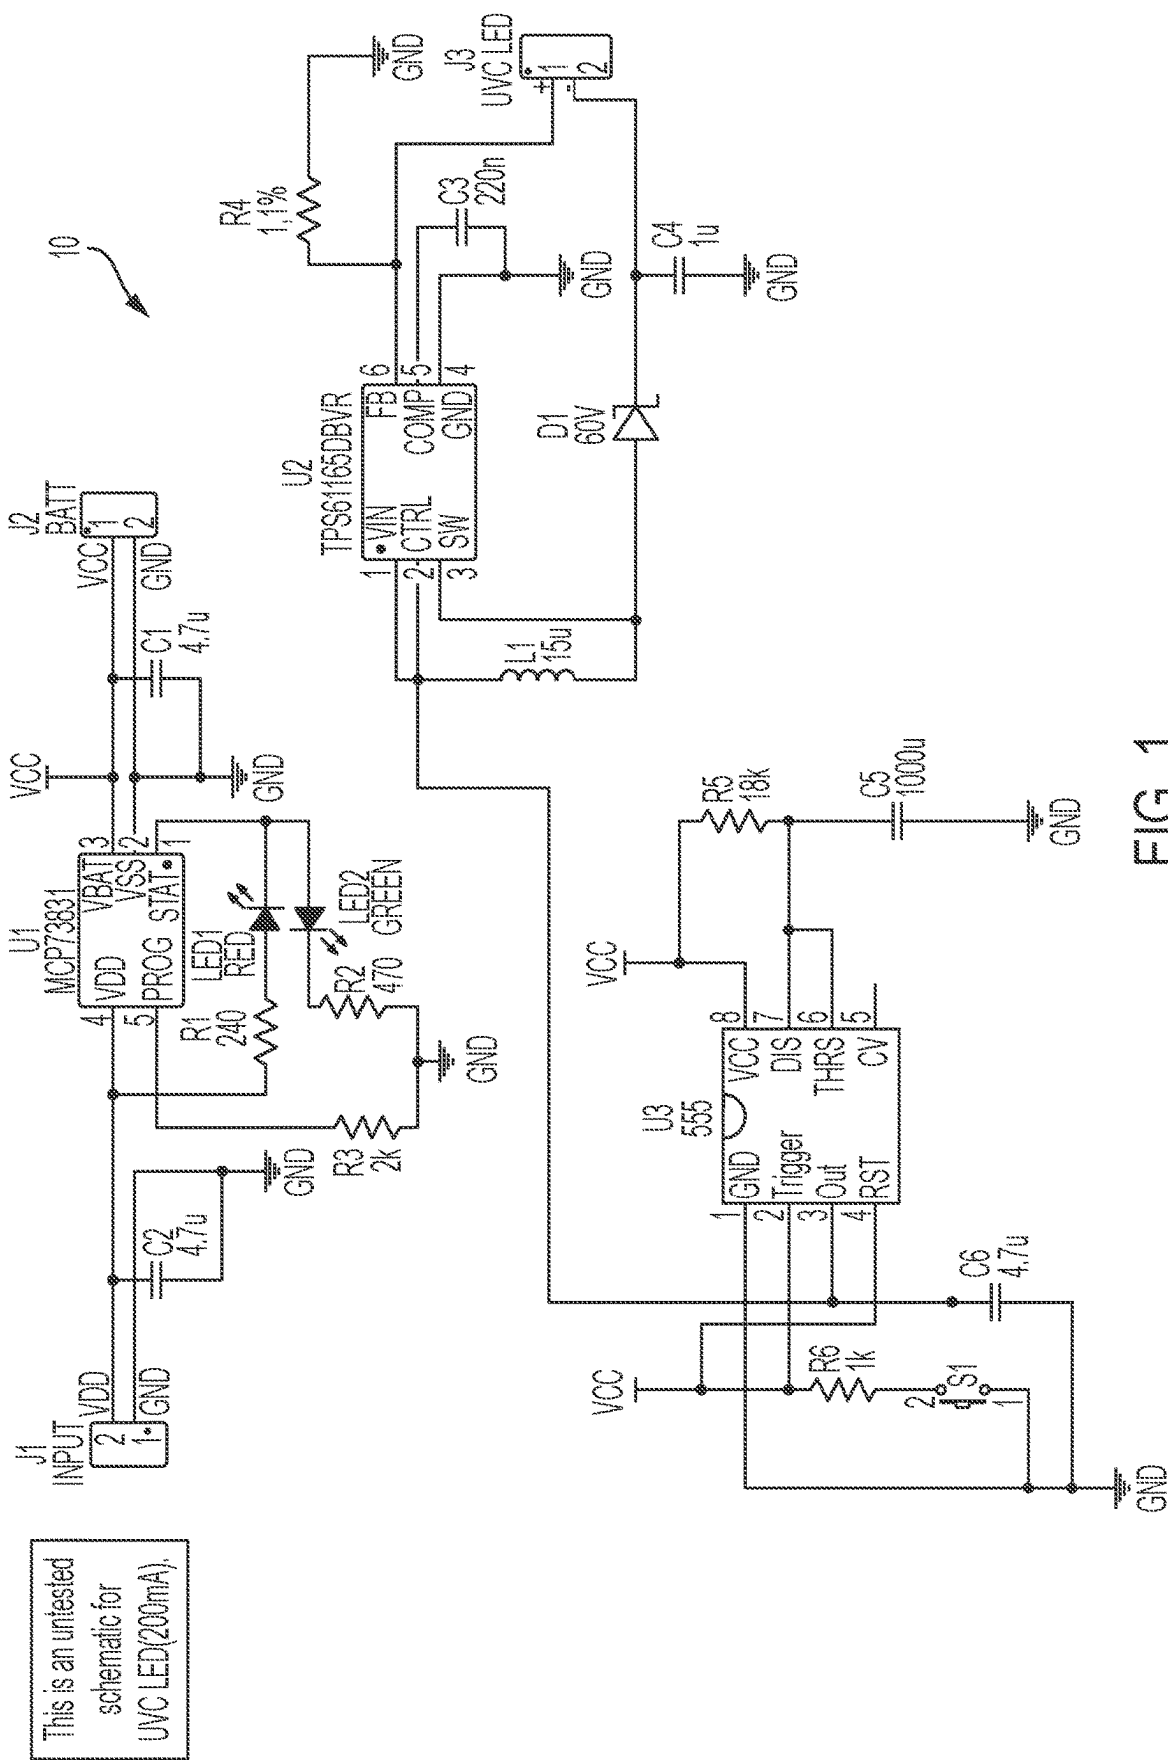 10
J1
INPUT
2
1
VDD
GND
C2
4.7u
GND
U1
MCP73831
VDD
PROG
VBAT
VSS
STAT
4
5
3
2
1
R1
240
LED1
RED
LED2
GREEN
R2
470
R3
2k
GND
VCC
GND
C1
4.7u
VCC
GND
J2
BATT
1
2
U2
TPS61165DBVR
VIN
CTRL
SW
FB
COMP
GND
1
2
3
6
5
4
R4
1,1%
GND
C3
220n
GND
J3
UVC LED
+
-
1
2
L1
15u
D1
60V
C4
1u
GND
VCC
R5
18k
C5
1000u
GND
U3
555
GND
Trigger
Out
RST
VCC
DIS
THRS
CV
1
2
3
4
8
7
6
5
VCC
R6
1k
S1
2
1
C6
4.7u
GND
This is an untested
schematic for
UVC LED(200mA).
FIG. 1